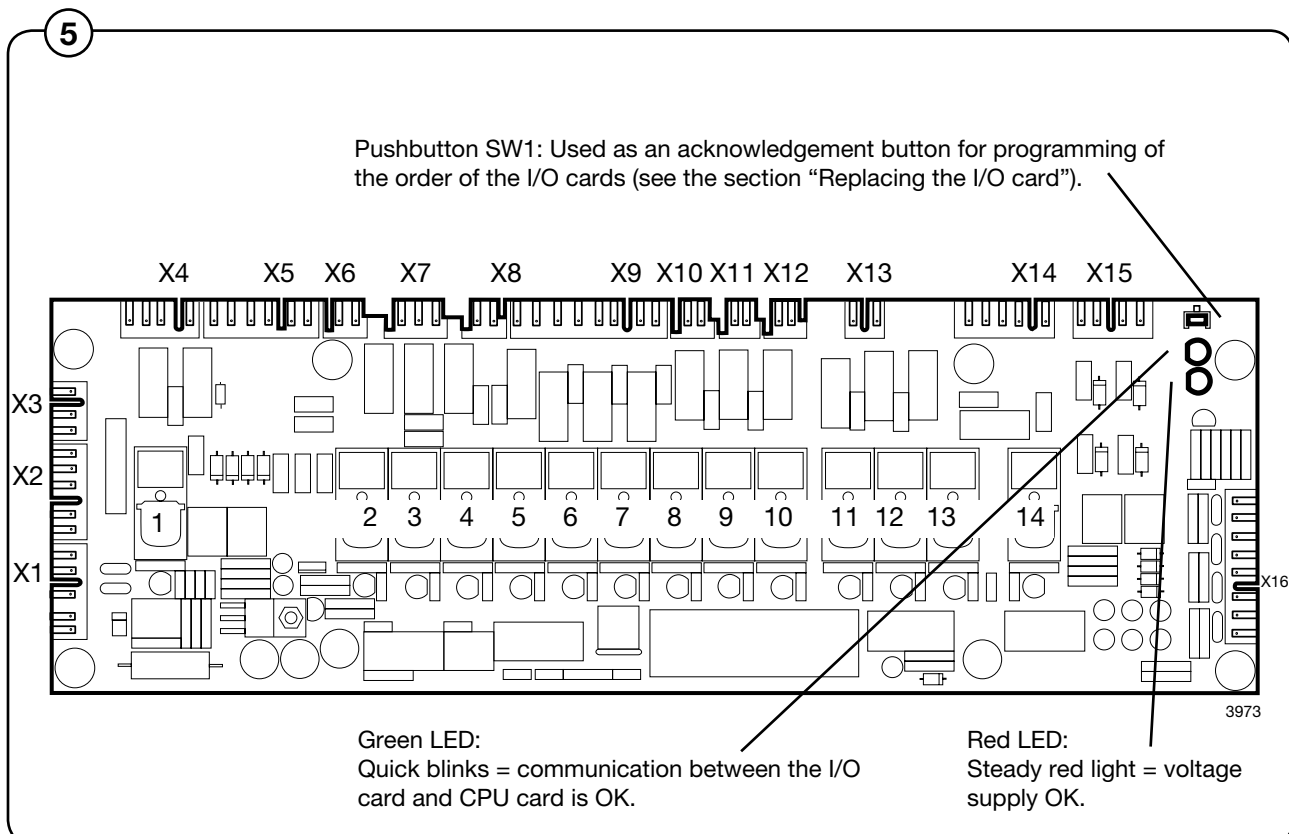 5
Pushbutton SW1: Used as an acknowledgement button for programming of
the order of the I/O cards (see the section “Replacing the I/O card”).
X4 X5 X6 X7 X8 X9 X10 X11 X12 X13 X14 X15
X3
X2
1 2 3 4 5 6 7 8 9 10 11 12 13 14
X1
X16
3973
Green LED:
Quick blinks = communication between the I/O
card and CPU card is OK.
Red LED:
Steady red light = voltage
supply OK.